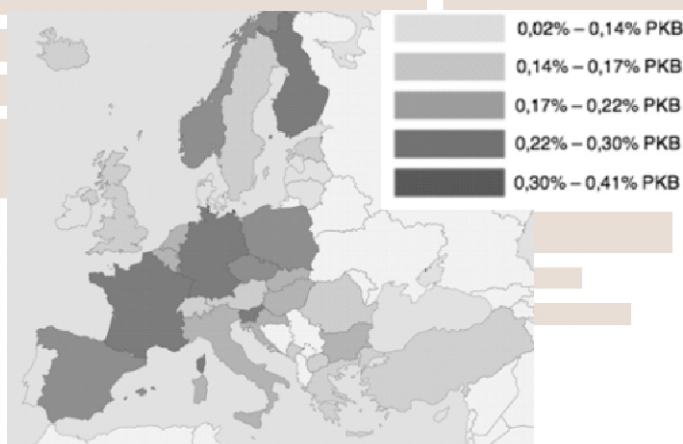 0,02% – 0,14% PKB
0,14% – 0,17% PKB
0,17% – 0,22% PKB
0,22% – 0,30% PKB
0,30% – 0,41% PKB